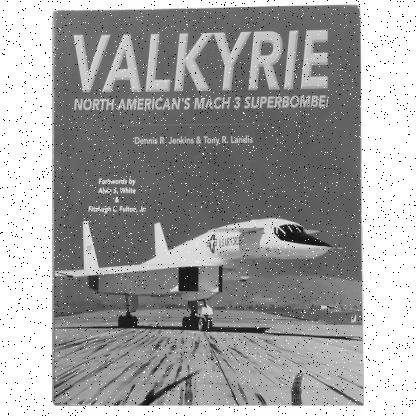 VALKYRIE
NORTH AMERICAN'S MACH 3 SUPERBOMBER
Dennis R. Jenkins & Tony R. Landis
Forewords by
Alvin S. White
&
Fitzhugh L. Fulton, Jr.